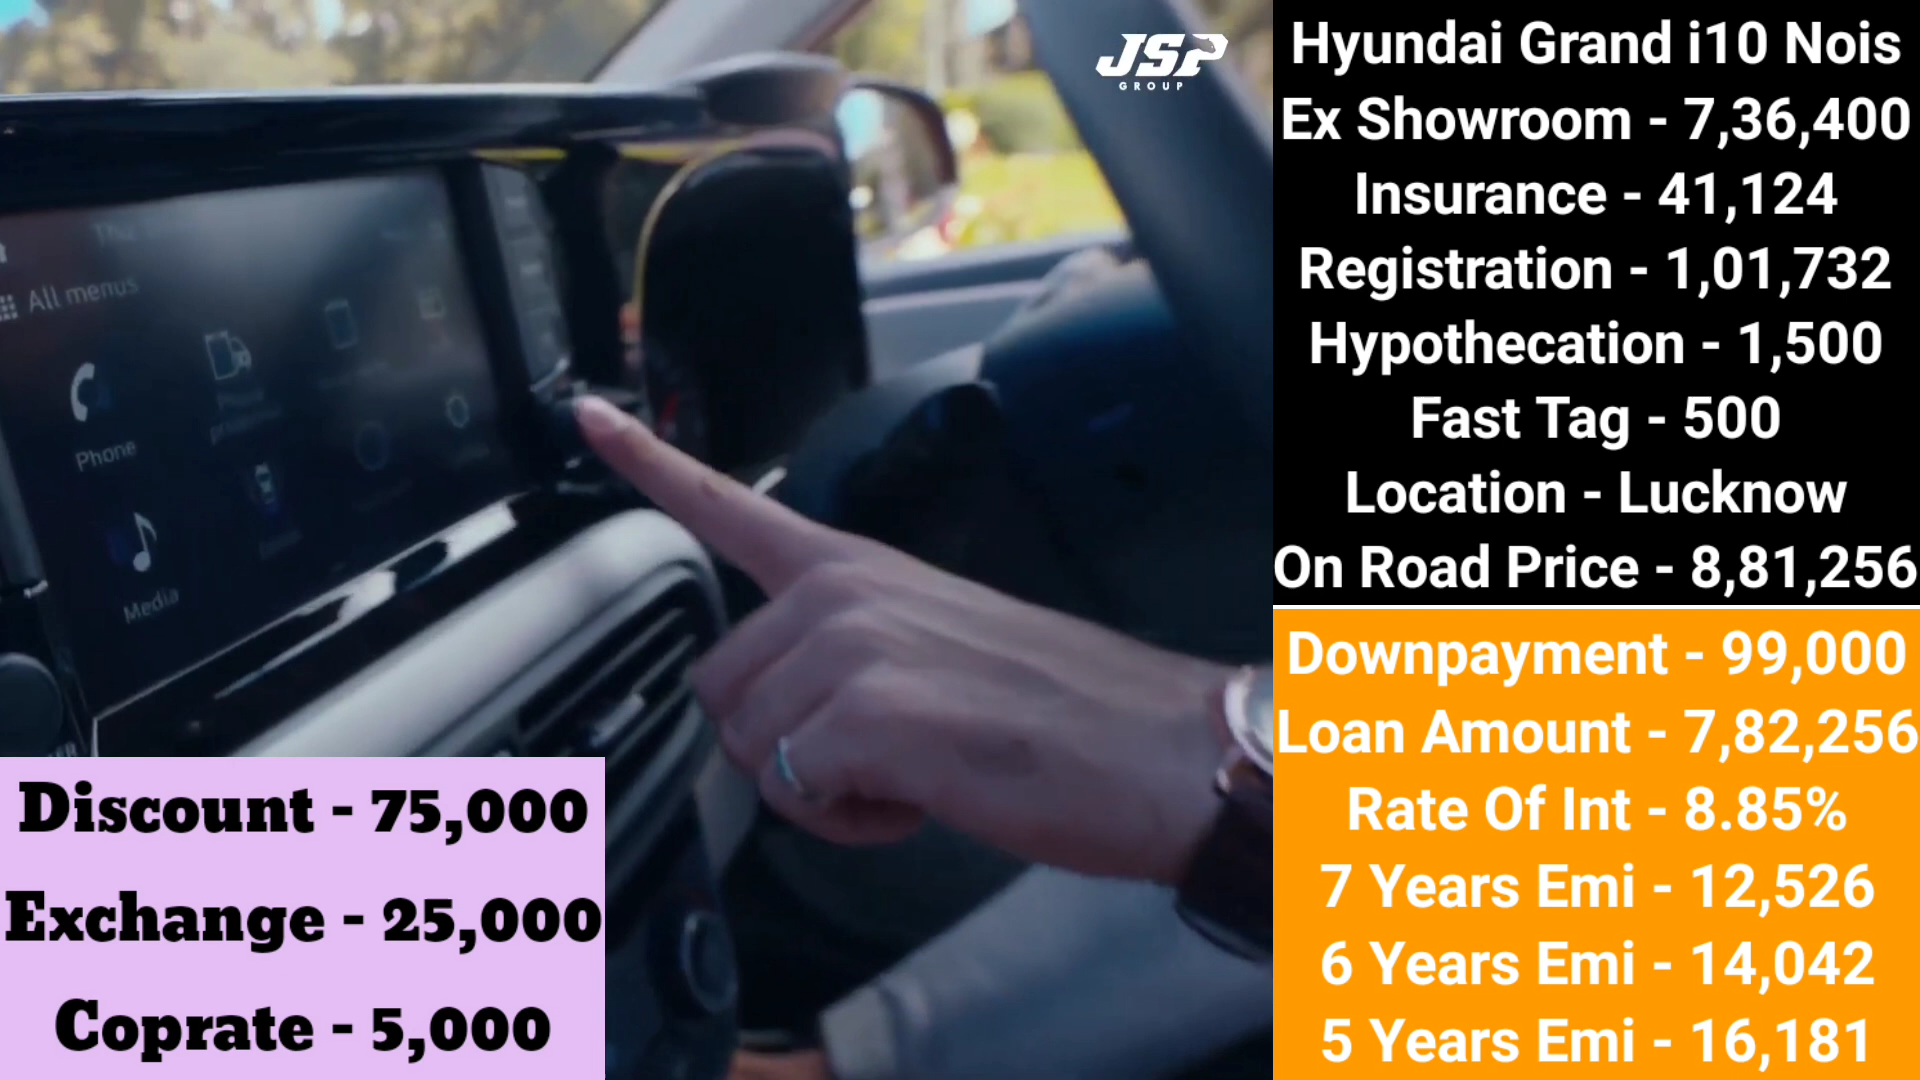 JSP
GROUP
All menus
Phone
Media
Hyundai Grand i10 Nois
Ex Showroom - 7,36,400
Insurance - 41,124
Registration - 1,01,732
Hypothecation - 1,500
Fast Tag - 500
Location - Lucknow
On Road Price - 8,81,256
Downpayment - 99,000
Loan Amount - 7,82,256
Rate Of Int - 8.85%
7 Years Emi - 12,526
6 Years Emi - 14,042
5 Years Emi - 16,181
Discount - 75,000
Exchange - 25,000
Coprate - 5,000